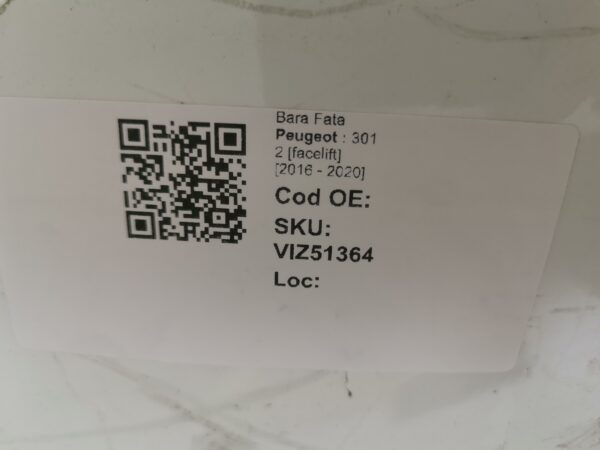 Bara Fata
Peugeot : 301
2 [facelift]
[2016 - 2020]
Cod OE:
SKU:
VIZ51364
Loc: